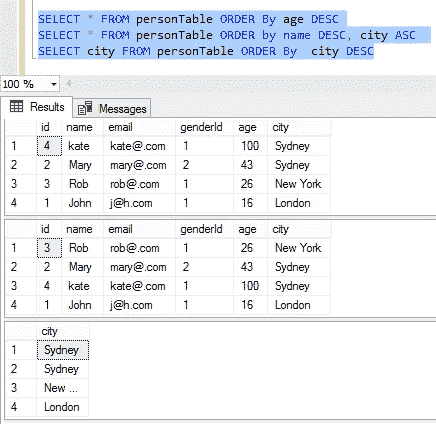 SELECT * FROM personTable ORDER By age DESC
SELECT * FROM personTable ORDER by name DESC, city ASC
SELECT city FROM personTable ORDER By  city DESC
100 %
Results Messages
id name email genderId age city
1 4 kate kate@.com 1 100 Sydney
2 2 Mary mary@.com 2 43 Sydney
3 3 Rob rob@.com 1 26 New York
4 1 John j@h.com 1 16 London
id name email genderId age city
1 3 Rob rob@.com 1 26 New York
2 2 Mary mary@.com 2 43 Sydney
3 4 kate kate@.com 1 100 Sydney
4 1 John j@h.com 1 16 London
city
1 Sydney
2 Sydney
3 New ...
4 London